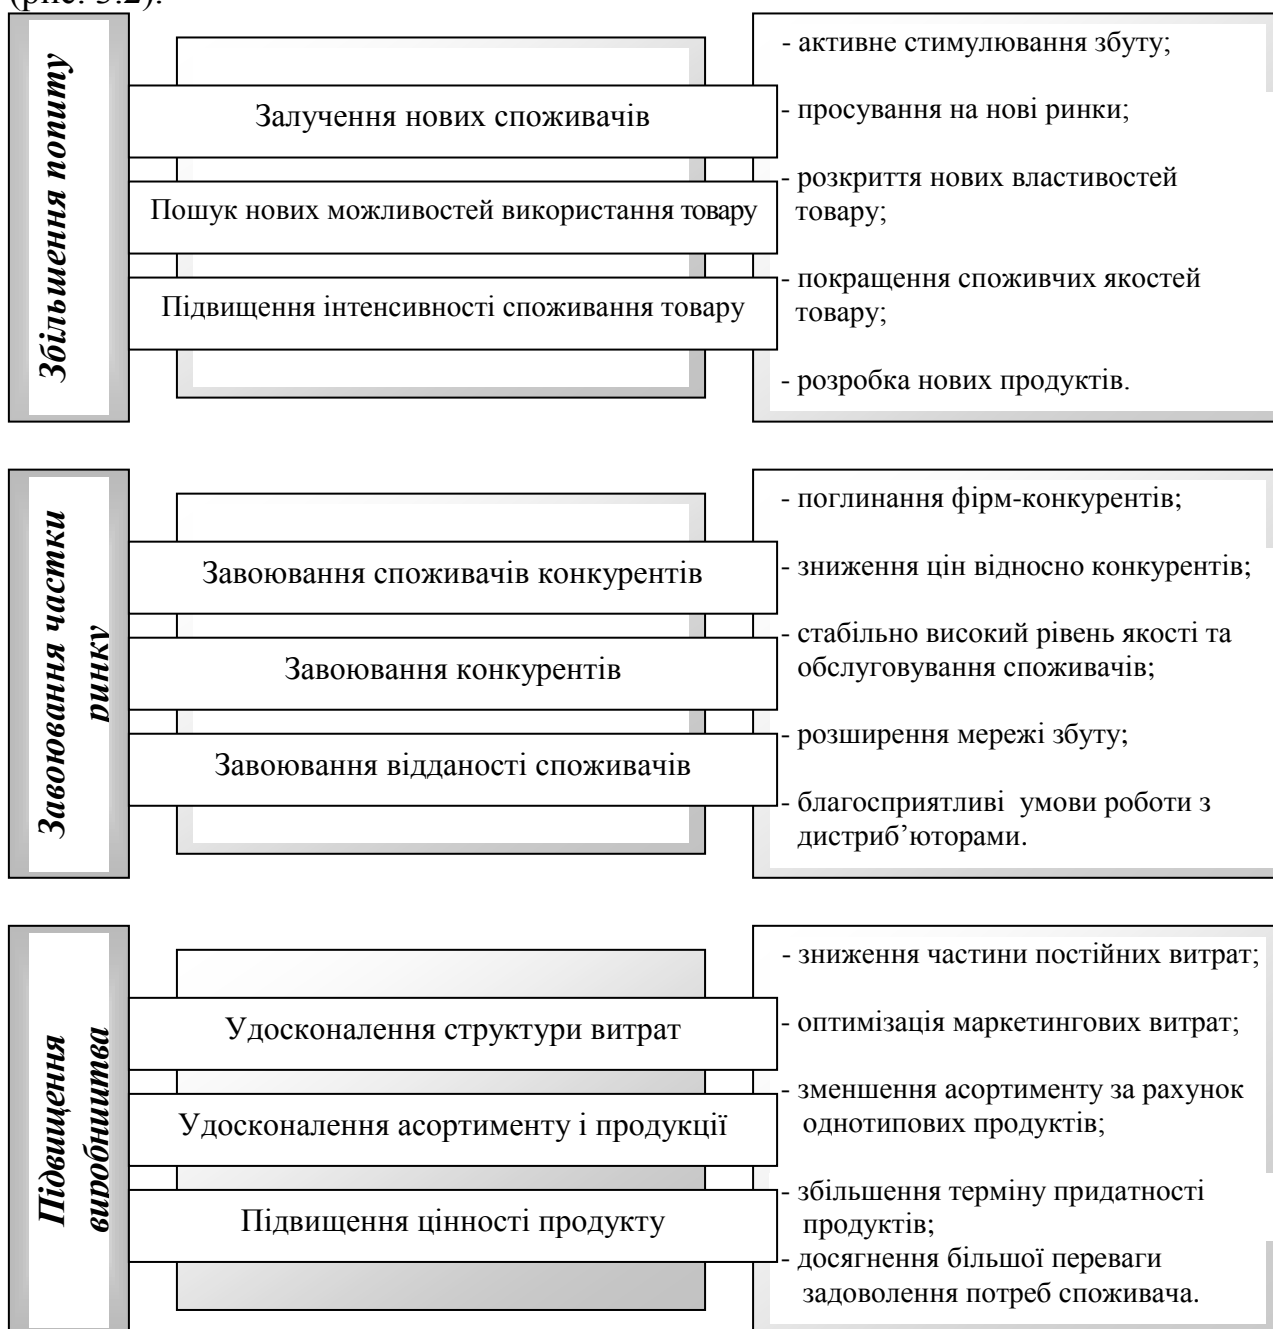 (рис. 3.2).
Збільшення попиту
Залучення нових споживачів
Пошук нових можливостей використання товару
Підвищення інтенсивності споживання товару
- активне стимулювання збуту;
- просування на нові ринки;
- розкриття нових властивостей
товару;
- покращення споживчих якостей
товару;
- розробка нових продуктів.
Завоювання частки
ринку
Завоювання споживачів конкурентів
Завоювання конкурентів
Завоювання відданості споживачів
- поглинання фірм-конкурентів;
- зниження цін відносно конкурентів;
- стабільно високий рівень якості та
обслуговування споживачів;
- розширення мережі збуту;
- благосприятливі умови роботи з
дистриб’юторами.
Підвищення
виробництва
Удосконалення структури витрат
Удосконалення асортименту і продукції
Підвищення цінності продукту
- зниження частини постійних витрат;
- оптимізація маркетингових витрат;
- зменшення асортименту за рахунок
однотипових продуктів;
- збільшення терміну придатності
продуктів;
- досягнення більшої переваги
задоволення потреб споживача.